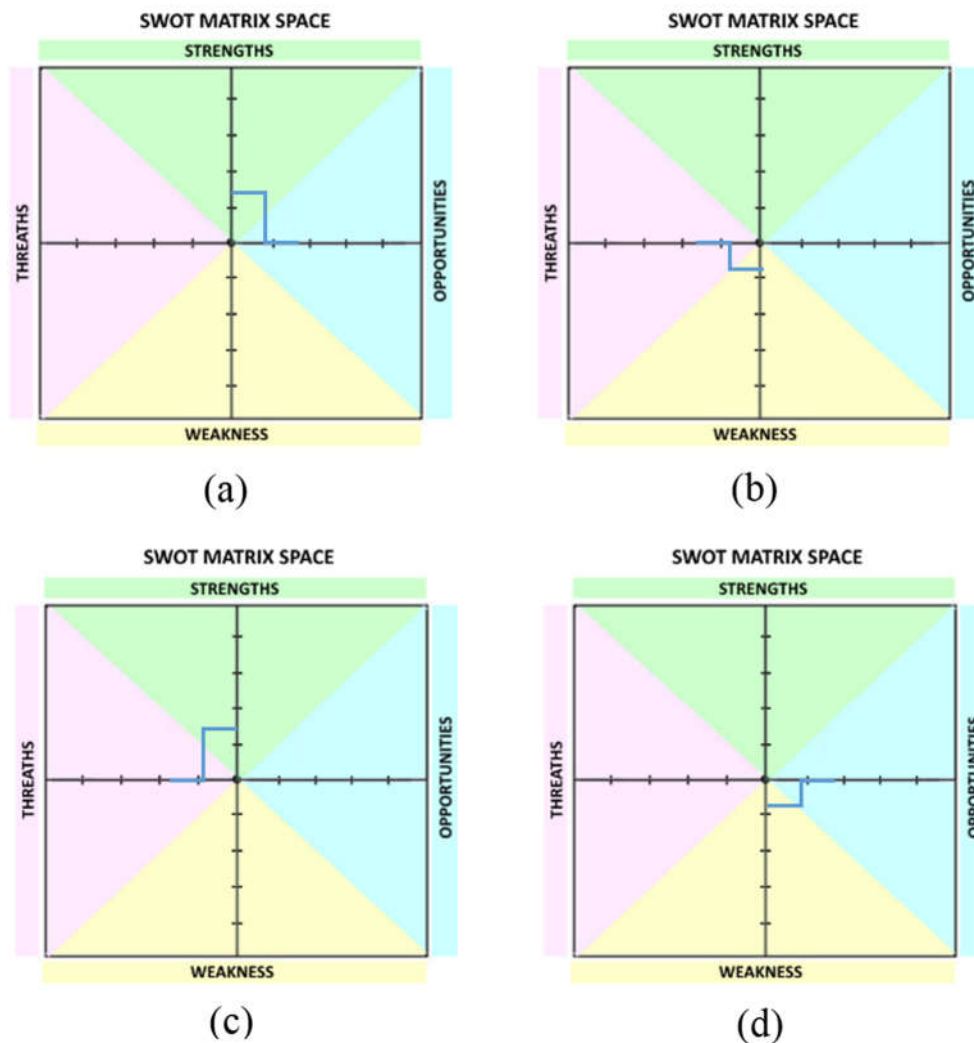 SWOT MATRIX SPACE
STRENGTHS
THREATHS
OPPORTUNITIES
WEAKNESS
(a)
SWOT MATRIX SPACE
STRENGTHS
THREATHS
OPPORTUNITIES
WEAKNESS
(b)
SWOT MATRIX SPACE
STRENGTHS
THREATHS
OPPORTUNITIES
WEAKNESS
(c)
SWOT MATRIX SPACE
STRENGTHS
THREATHS
OPPORTUNITIES
WEAKNESS
(d)